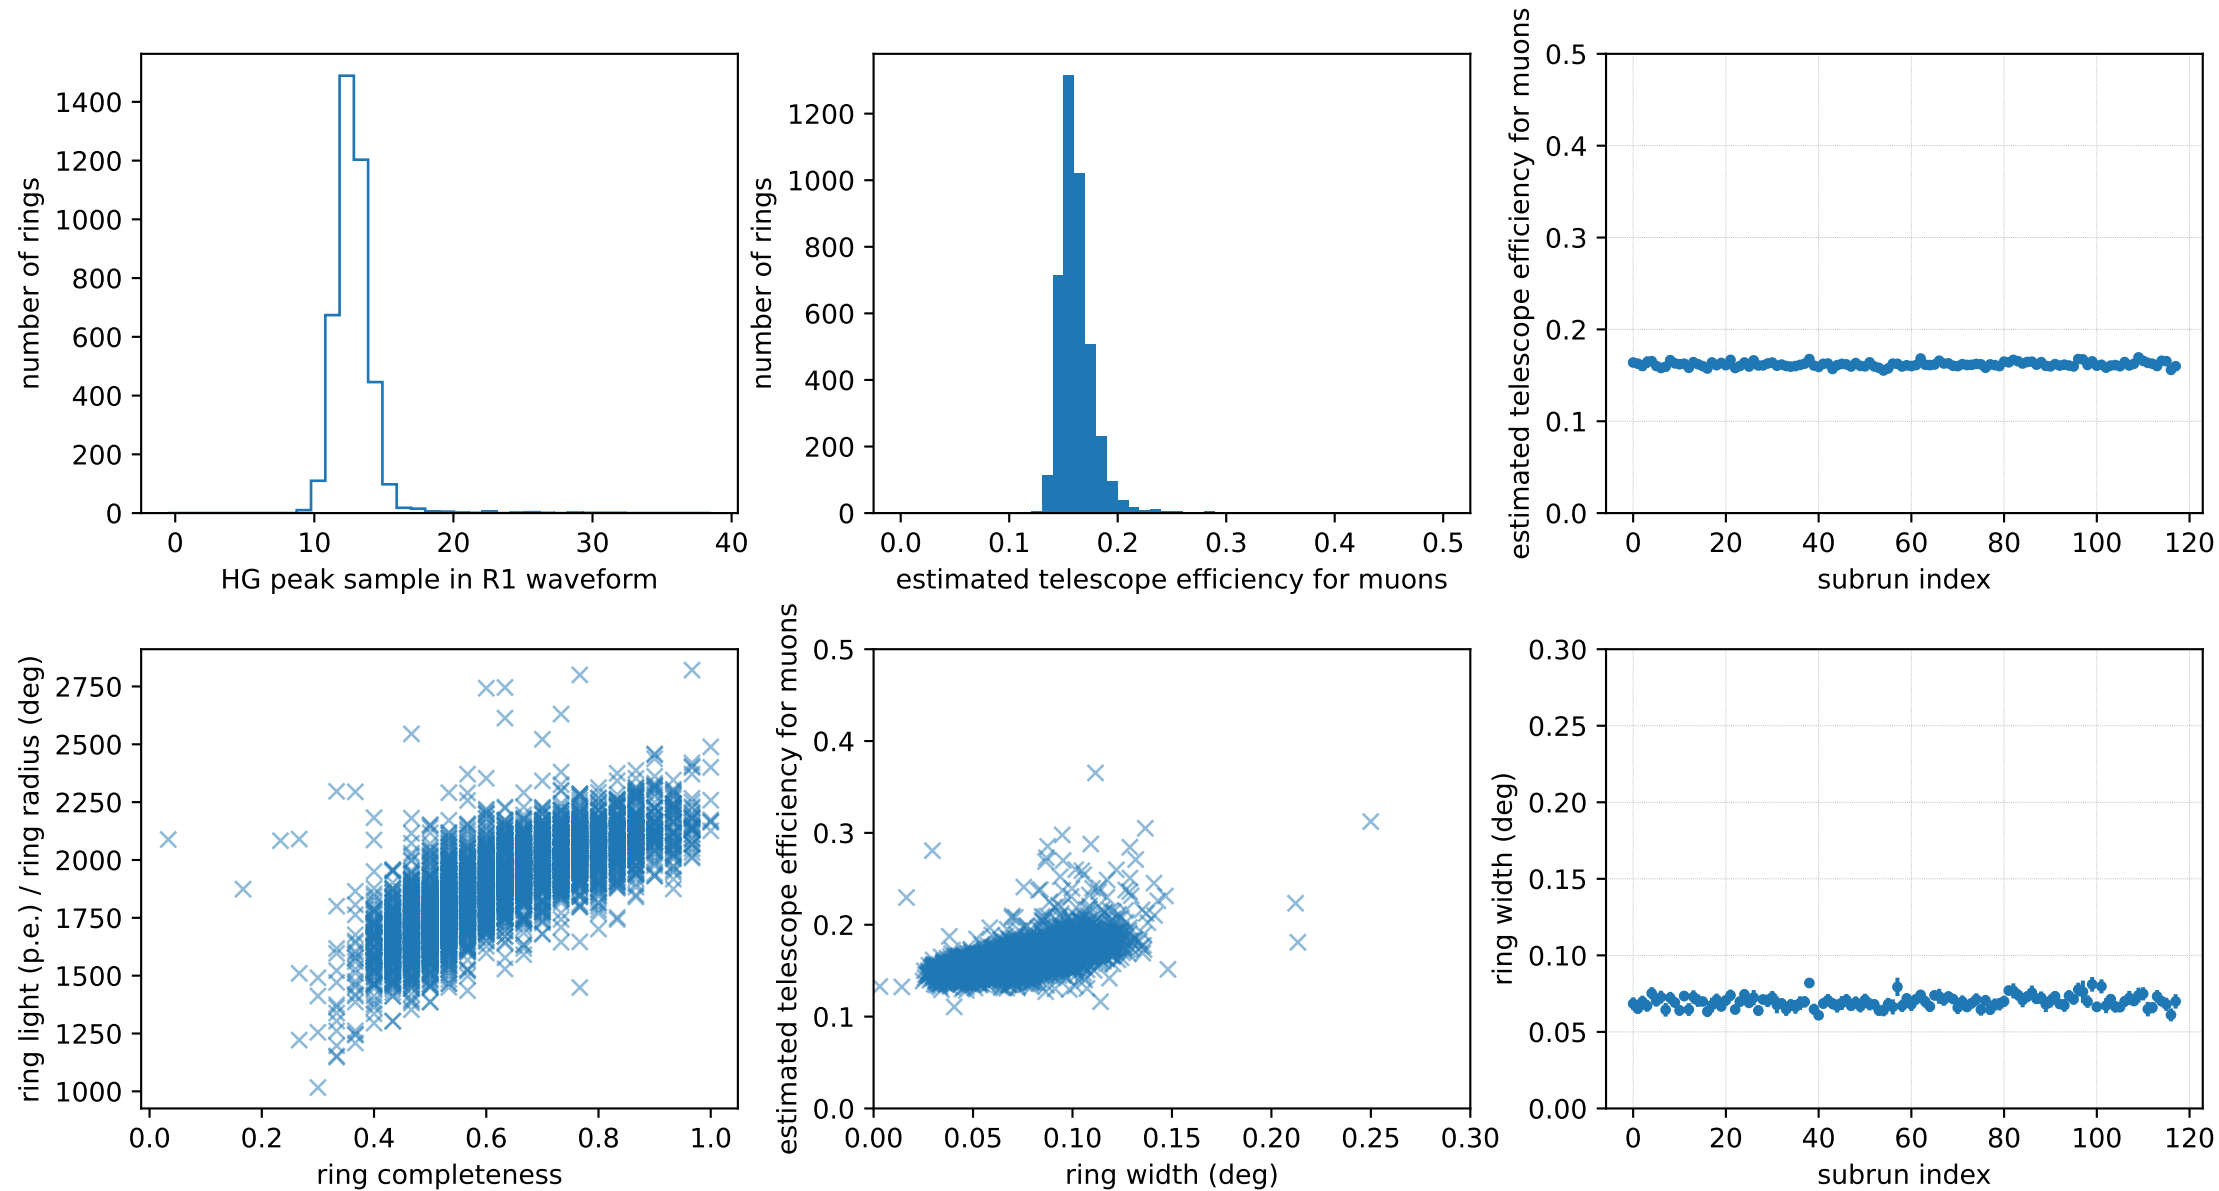 number of rings
1400
1200
1000
800
600
400
200
0
0 10 20 30 40
HG peak sample in R1 waveform
number of rings
1200
1000
800
600
400
200
0
0.0 0.1 0.2 0.3 0.4 0.5
estimated telescope efficiency for muons
estimated telescope efficiency for muons
0.5
0.4
0.3
0.2
0.1
0.0
0 20 40 60 80 100 120
subrun index
ring light (p.e.) / ring radius (deg)
2750
2500
2250
2000
1750
1500
1250
1000
0.0 0.2 0.4 0.6 0.8 1.0
ring completeness
estimated telescope efficiency for muons
0.5
0.4
0.3
0.2
0.1
0.0
0.00 0.05 0.10 0.15 0.20 0.25 0.30
ring width (deg)
ring width (deg)
0.30
0.25
0.20
0.15
0.10
0.05
0.00
0 20 40 60 80 100 120
subrun index